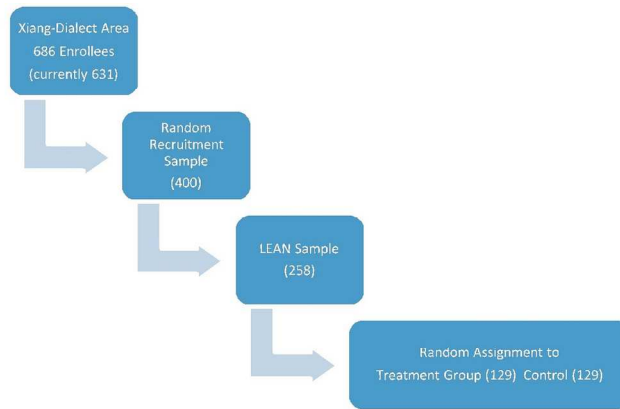 Xiang-Dialect Area
686 Enrollees
(currently 631)
Random
Recruitment
Sample
(400)
LEAN Sample
(258)
Random Assignment to
Treatment Group (129) Control (129)